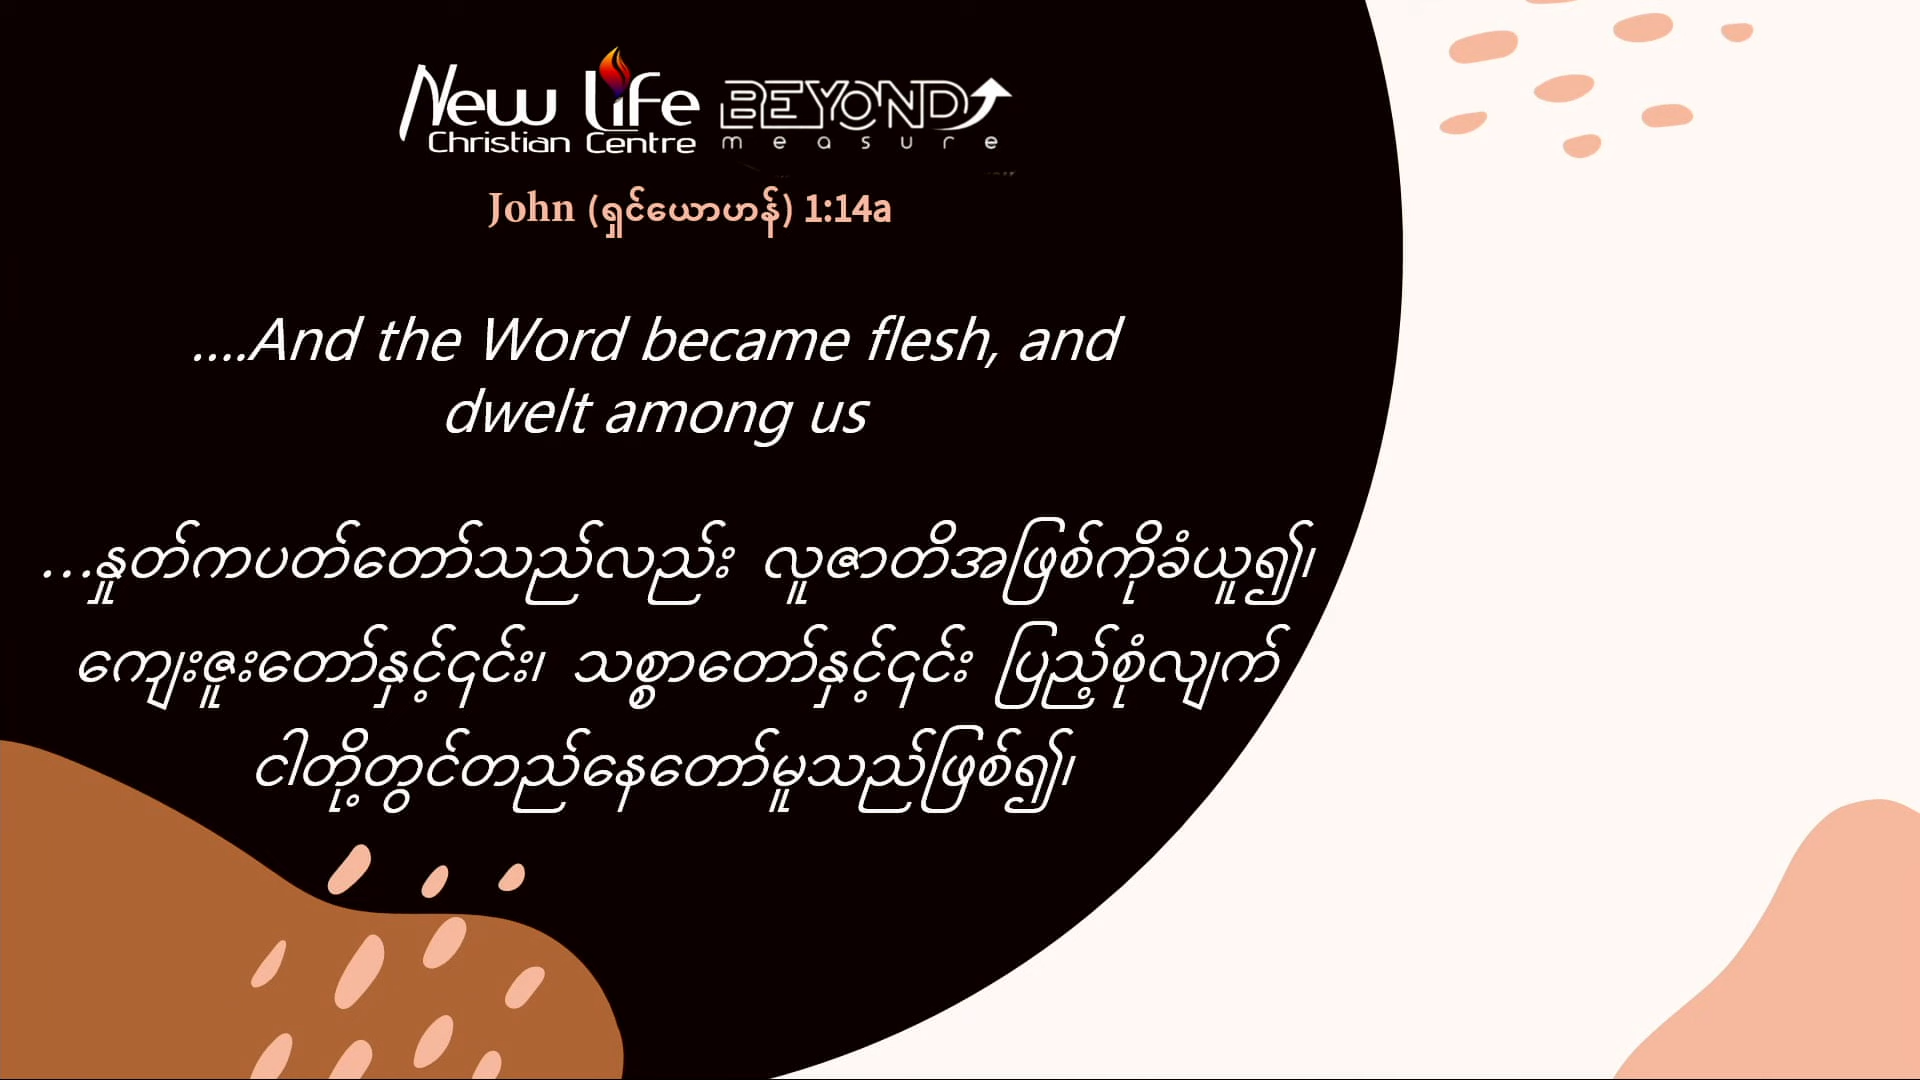 New Life
Christian Centre
BEYOND
measure
John (ရှင်ယောဟန်) 1:14a
....And the Word became flesh, and
dwelt among us
...နှုတ်ကပတ်တော်သည်လည်း လူဇာတိအဖြစ်ကိုခံယူ၍၊
ကျေးဇူးတော်နှင့်၎င်း၊ သစ္စာတော်နှင့်၎င်း ပြည့်စုံလျက်
ငါတို့တွင်တည်နေတော်မူသည်ဖြစ်၍၊